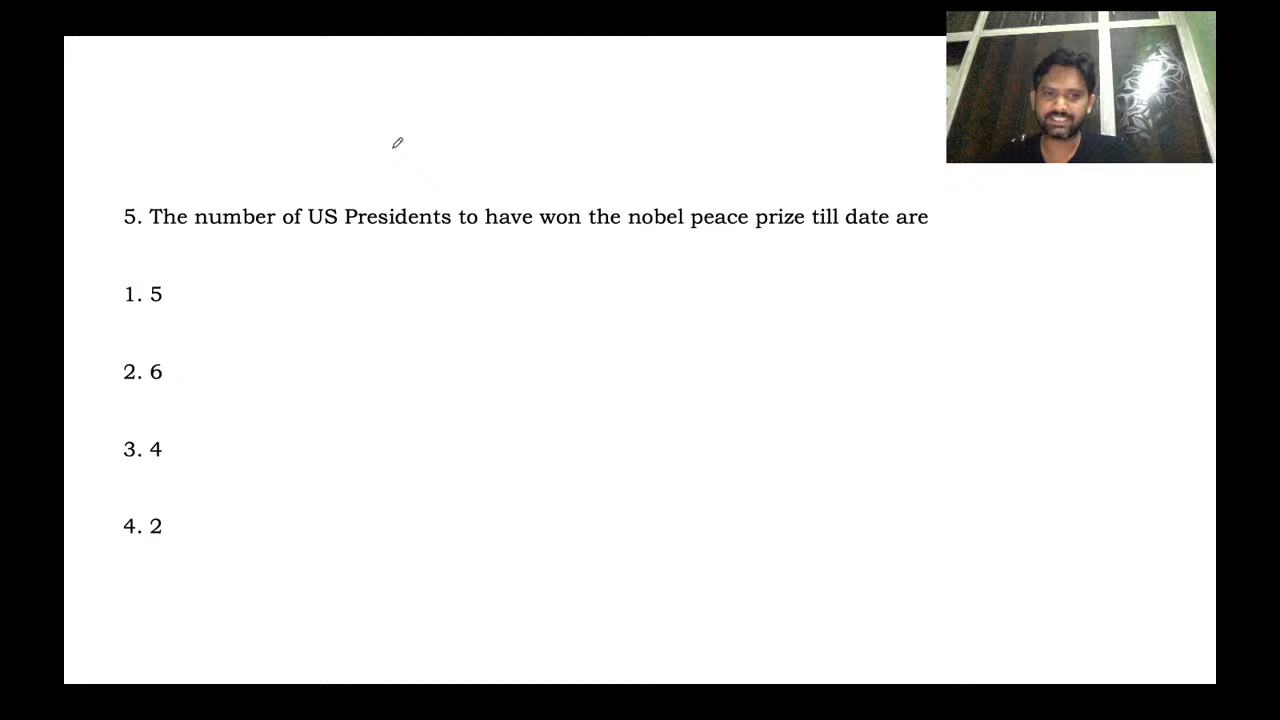 5. The number of US Presidents to have won the nobel peace prize till date are
1. 5
2. 6
3. 4
4. 2